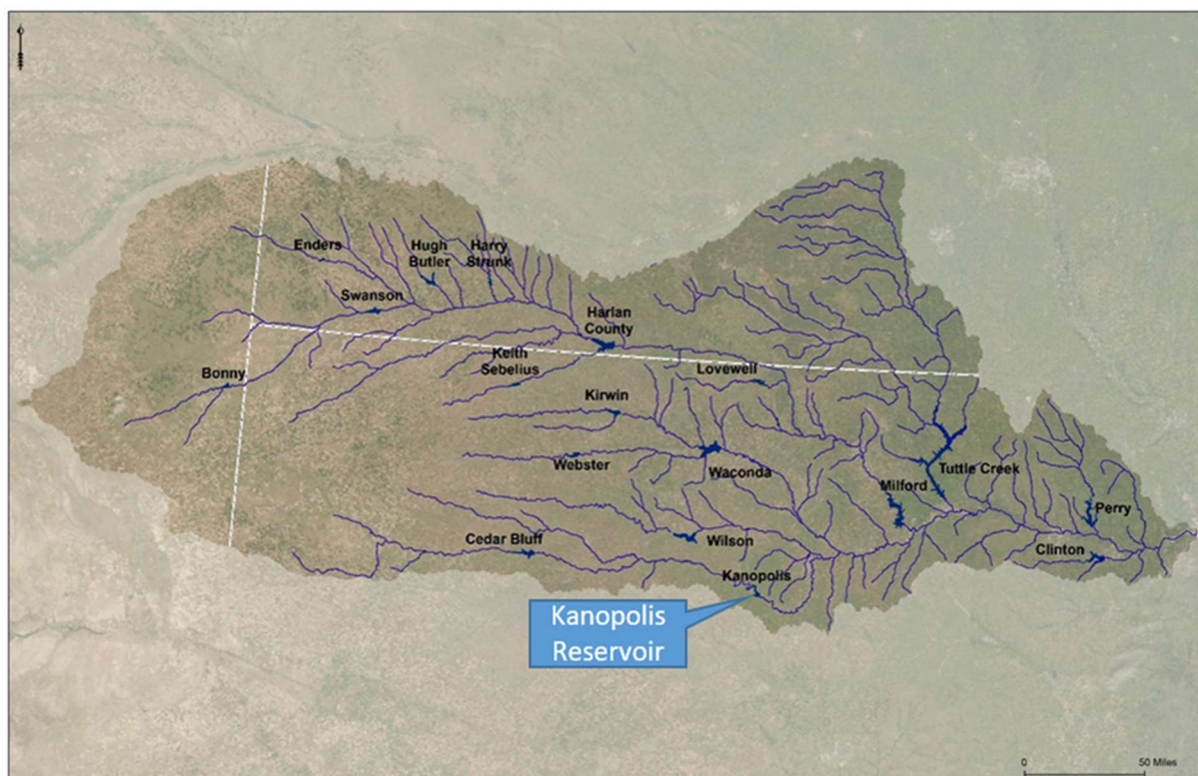 Enders
Hugh
Butler
Harry
Strunk
Swanson
Harlan
County
Bonny
Keith
Sebelius
Lovewell
Kirwin
Webster
Waconda
Tuttle Creek
Milford
Perry
Cedar Bluff
Wilson
Clinton
Kanopolis
Kanopolis
Reservoir
0
50 Miles